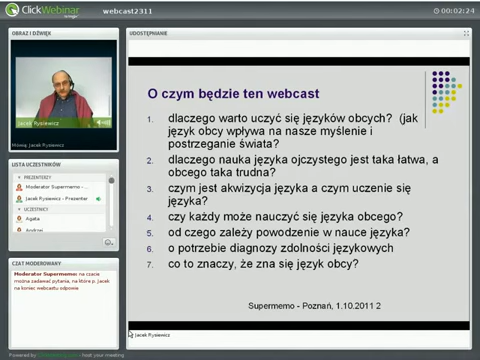 ClickWebinar
webcast2311
00:02:24
OBRAZ I DŹWIĘK
Jacek Rysiewicz
Mówią: Jacek Rysiewicz
LISTA UCZESTNIKÓW
PREZENTERZY
Moderator Supermemo -...
Jacek Rysiewicz - Prezenter
UCZESTNICY
Agata
Andrzej
CZAT MODEROWANY
Moderator Supermemo: na czacie
można zadawać pytania, na które p. Jacek
na koniec webcastu odpowie
UDOSTĘPNIANIE
O czym będzie ten webcast
1. dlaczego warto uczyć się języków obcych? (jak
język obcy wpływa na nasze myślenie i
postrzeganie świata?
2. dlaczego nauka języka ojczystego jest taka łatwa, a
obcego taka trudna?
3. czym jest akwizycja języka a czym uczenie się
języka?
4. czy każdy może nauczyć się języka obcego?
5. od czego zależy powodzenie w nauce języka?
6. o potrzebie diagnozy zdolności językowych
7. co to znaczy, że zna się język obcy?
Supermemo - Poznań, 1.10.2011 2
Jacek Rysiewicz